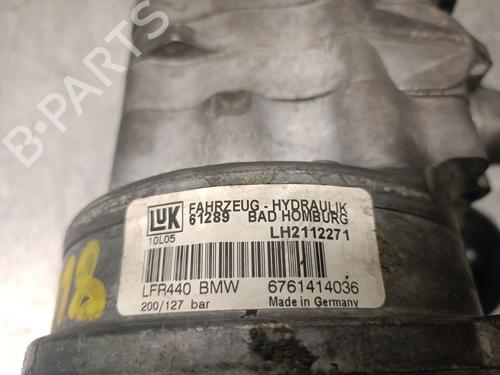 B-PARTS
LUK
10L05
FAHRZEUG - HYDRAULIK
61289 BAD HOMBURG
LH2112271
1
LFR440 BMW 6761414036
200/127 bar Made in Germany
18